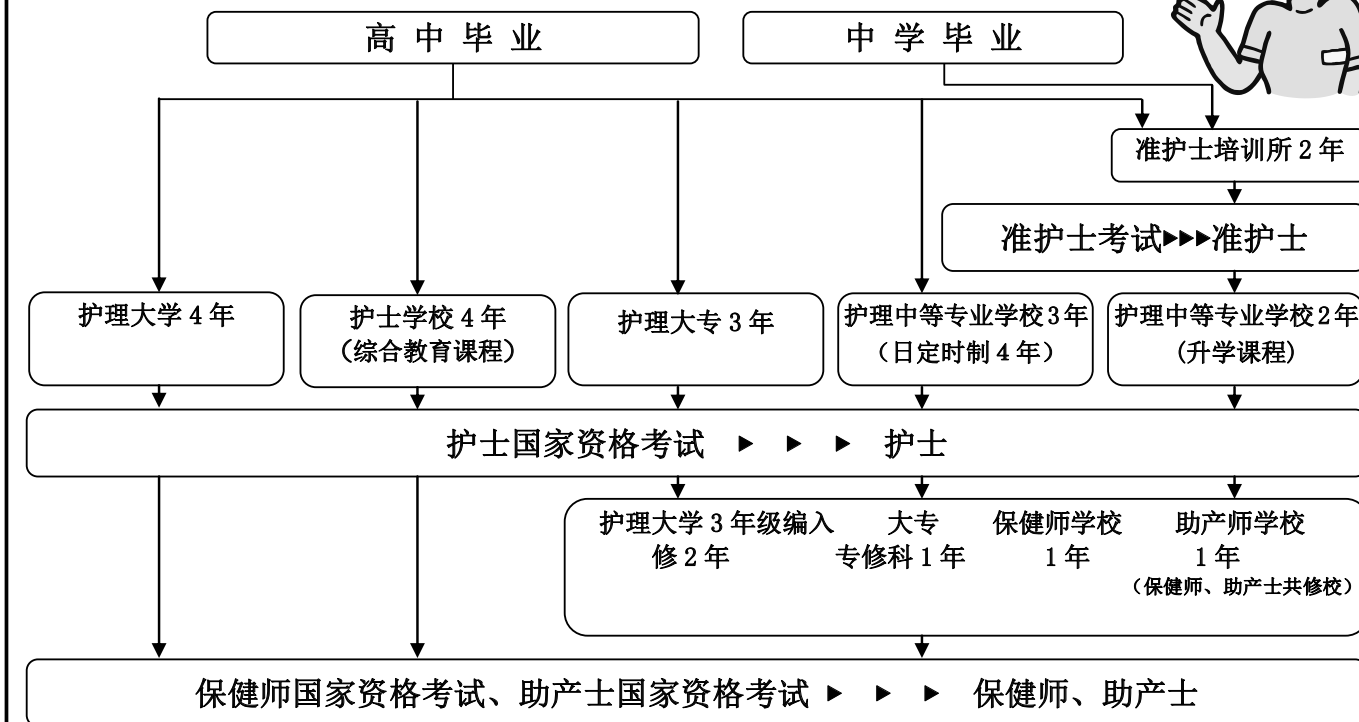 高 中 毕 业
中 学 毕 业
准护士培训所 2 年
准护士考试▶▶▶准护士
护理大学 4 年
护士学校 4 年
（综合教育课程）
护理大专 3 年
护理中等专业学校 3 年
（日定时制 4 年）
护理中等专业学校 2 年
(升学课程)
护士国家资格考试 ▶ ▶ ▶ 护士
护理大学 3 年级编入
修 2 年
大专
专修科 1 年
保健师学校
1 年
助产师学校
1 年
（保健师、助产士共修校）
保健师国家资格考试、助产士国家资格考试 ▶ ▶ ▶ 保健师、助产士